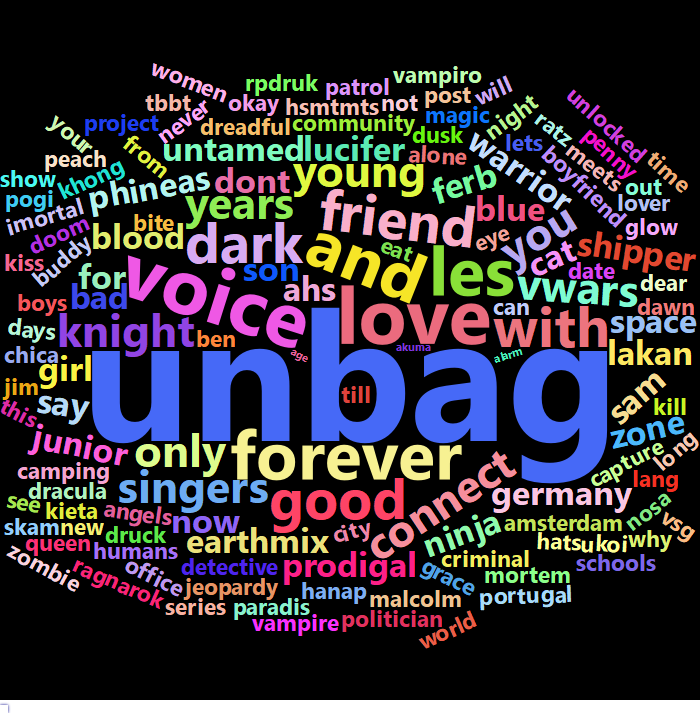 women
rpdruk
patrol
vampiro
will
tbbt
okay
hsmtmts
not
post
unlocked
your
project
never
dreadful
community
dusk
magic
night
ratz
penny
time
peach
from
untamed
lucifer
alone
warrior
lets
boyfriend
meets
show
khong
phineas
dont
young
ferb
out
pogi
years
friend
blue
you
lover
imortal
doom
bite
blood
dark
and
eat
les
eye
cat
shipper
glow
buddy
kiss
for
son
ahs
voice
vwars
date
dear
boys
bad
love
with
can
space
dawn
days
knight
ben
unbag
akuma
alarm
lakan
chica
girl
age
jim
say
till
sam
kill
this
junior
only
forever
zone
long
camping
singers
good
connect
germany
capture
lang
dracula
see
kieta
angels
now
city
ninja
amsterdam
nosa
vsg
skam
new
druck
earthmix
hats
ukoi
why
queen
humans
office
detective
prodigal
criminal
schools
zombie
ragnarok
jeopardy
hanap
malcolm
grace
mortem
portugal
series
paradis
vampire
politician
world